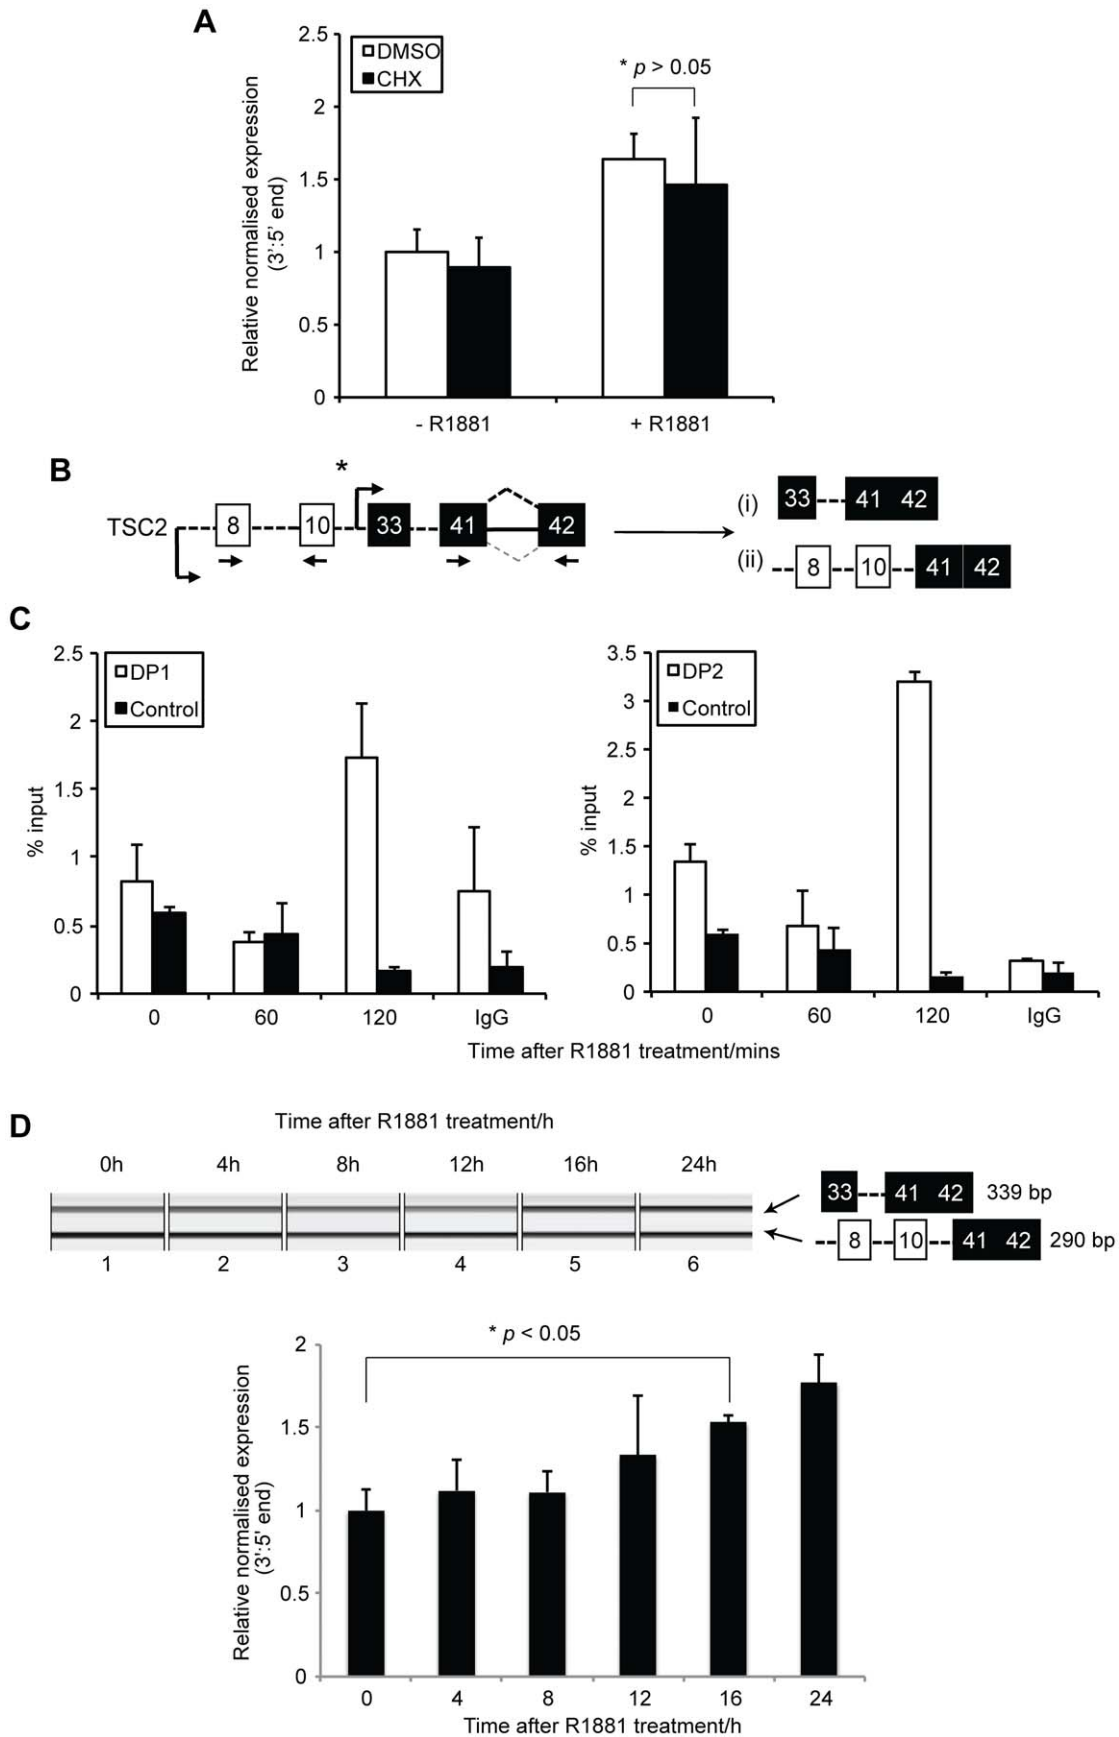 A
2.5
2
1.5
1
0.5
0
Relative normalised expression
(3':5' end)
DMSO
CHX
* p > 0.05
- R1881
+ R1881
B
*
TSC2
8
10
33
41
42
(i)
33
41
42
(ii)
8
10
41
42
C
2.5
2
1.5
1
0.5
0
% input
DP1
Control
0
60
120
IgG
3.5
3
2.5
2
1.5
1
0.5
0
% input
DP2
Control
0
60
120
IgG
Time after R1881 treatment/mins
D
Time after R1881 treatment/h
0h
4h
8h
12h
16h
24h
1
2
3
4
5
6
33
41
42
339 bp
8
10
41
42
290 bp
2
1.5
1
0.5
0
Relative normalised expression
(3':5' end)
* p < 0.05
0
4
8
12
16
24
Time after R1881 treatment/h